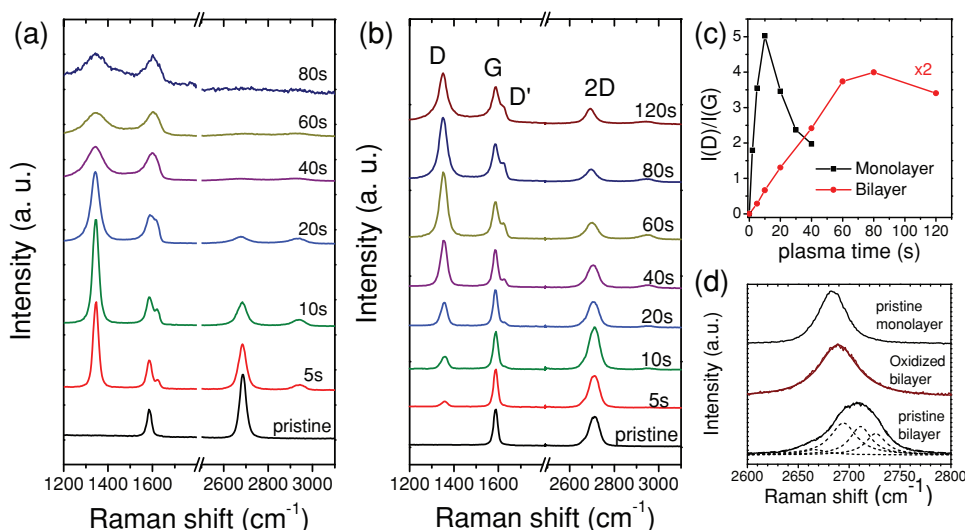 (a)
80s
60s
40s
20s
10s
5s
pristine
1200 1400 1600 2600 2800 3000
Raman shift (cm-1)
Intensity (a. u.)
(b)
D
G
D'
2D
120s
80s
60s
40s
20s
10s
5s
pristine
1200 1400 1600 2600 2800 3000
Raman shift (cm-1)
Intensity (a. u.)
(c)
x2
5
4
3
2
1
0
I(D)/I(G)
Monolayer
Bilayer
0 20 40 60 80 100 120
plasma time (s)
(d)
pristine
monolayer
Oxidized
bilayer
pristine
bilayer
Intensity (a.u.)
2600 2650 2700 2750 2800
Raman shift (cm-1)